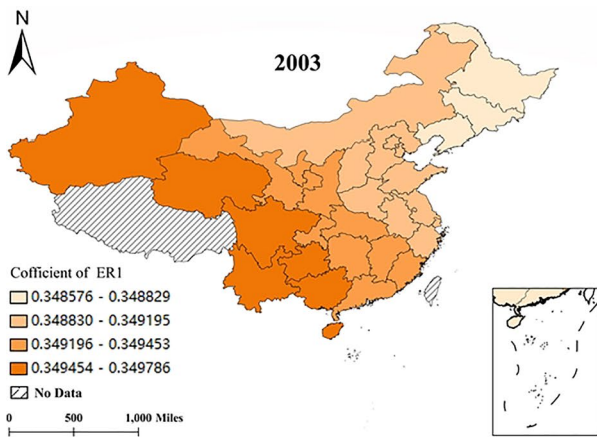 N
2003
Cofficient of ER1
0.348576 - 0.348829
0.348830 - 0.349195
0.349196 - 0.349453
0.349454 - 0.349786
No Data
0 500 1,000 Miles